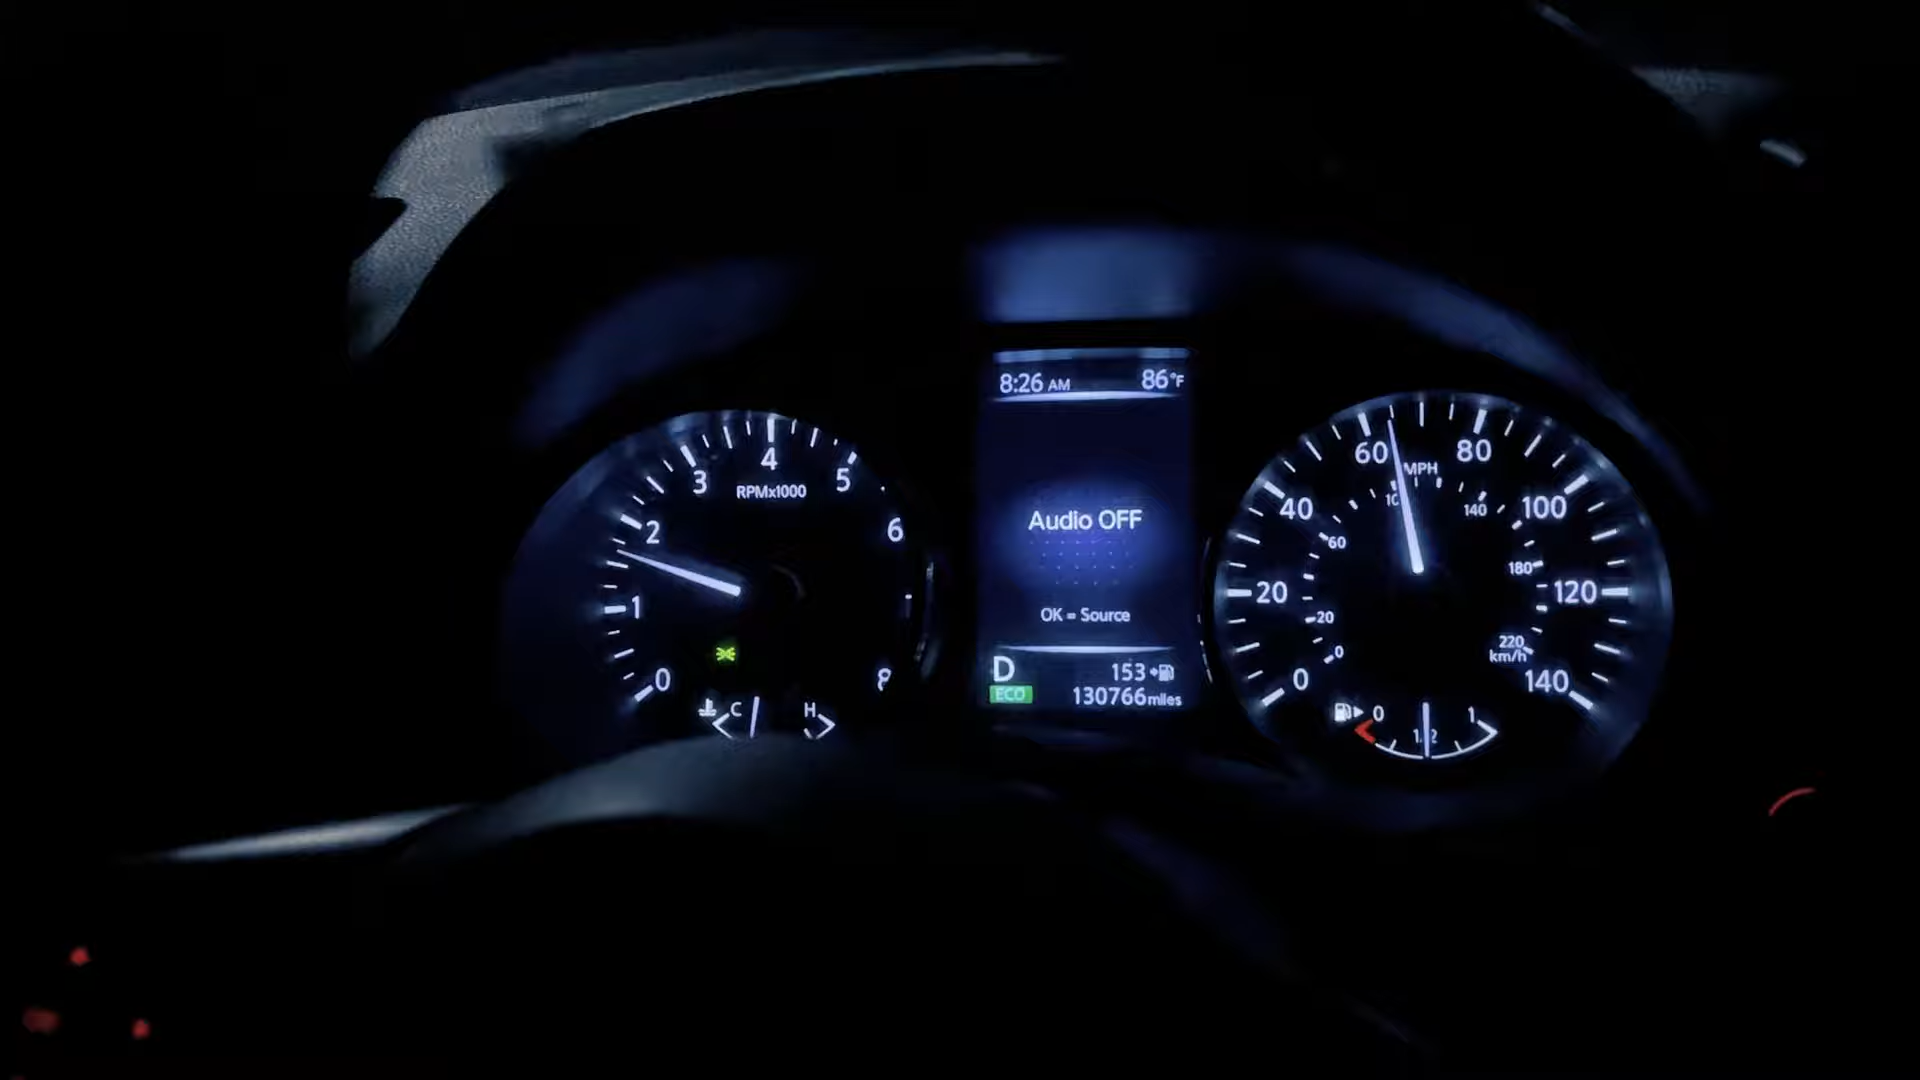 8:26 AM 86°F
Audio OFF
OK = Source
D 153
ECO 130766 miles
0 1 2 3 4 5 6 8
RPMx1000
C H
0 20 40 60 80 100 120 140
MPH
0 20 60 140 180 220
km/h
0 1